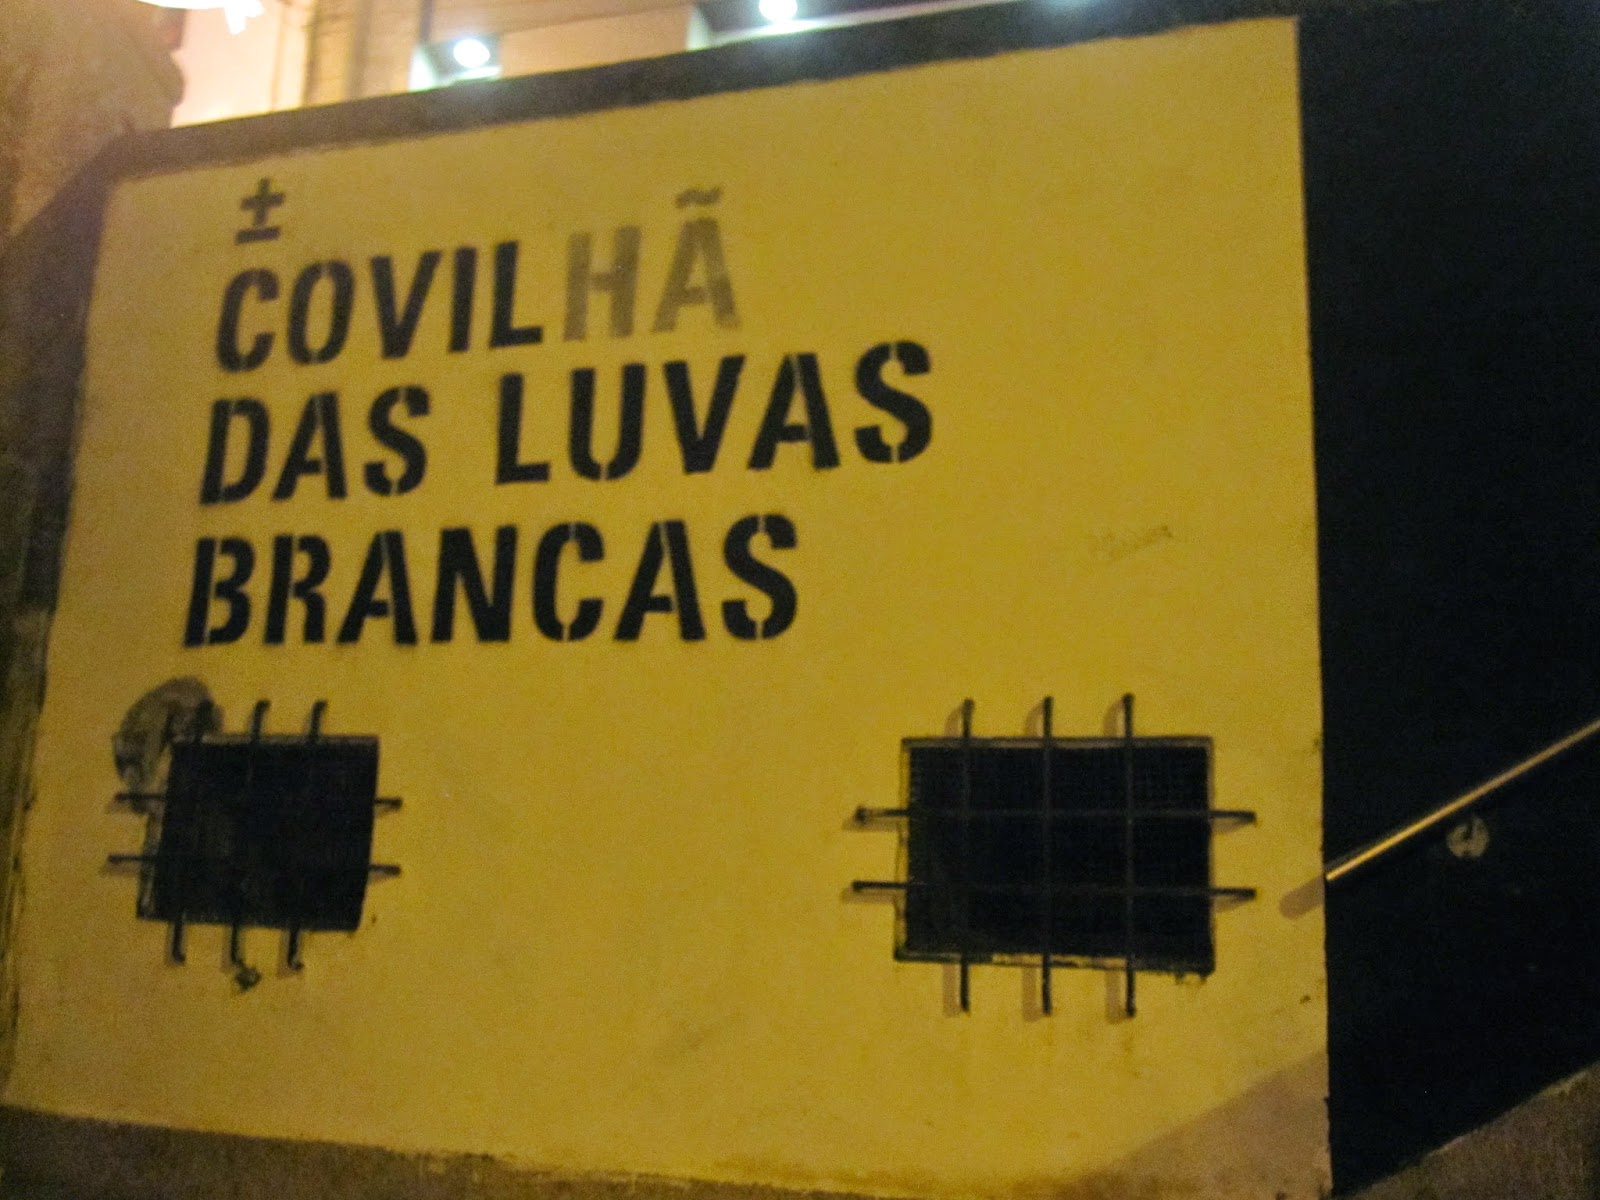 ±
COVILHÃ
DAS LUVAS
BRANCAS